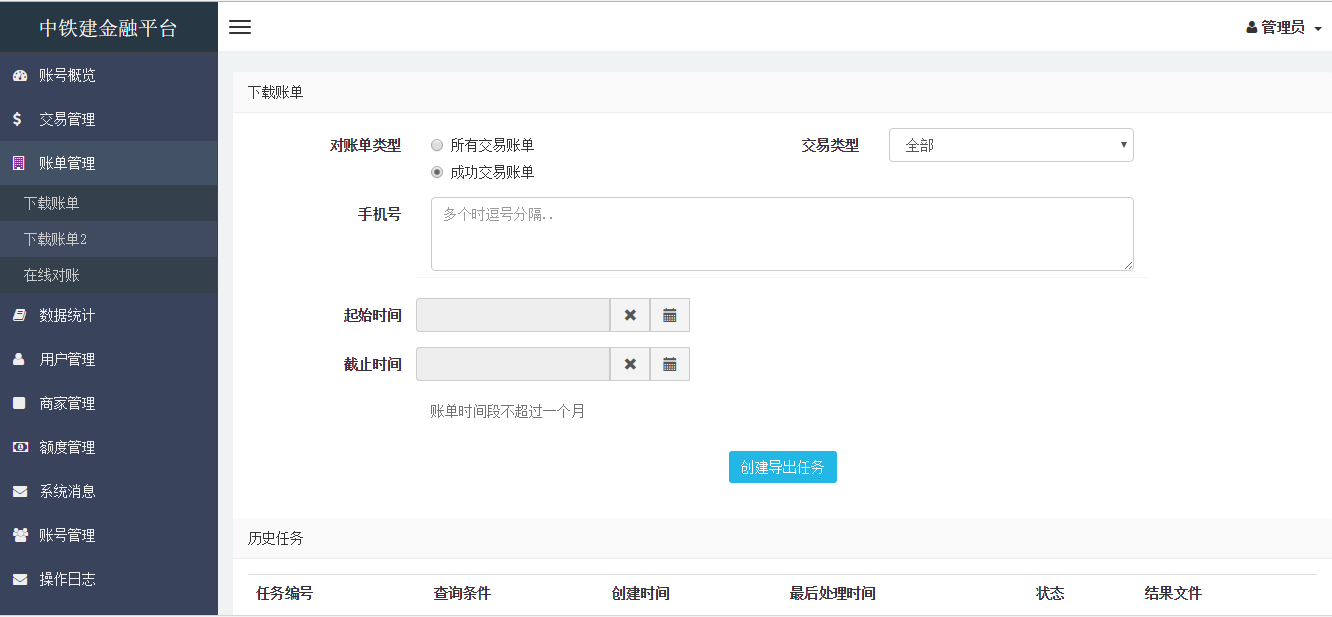 中铁建金融平台
管理员
账号概览
交易管理
账单管理
下载账单
下载账单2
在线对账
数据统计
用户管理
商家管理
额度管理
系统消息
账号管理
操作日志
下载账单
对账单类型
所有交易账单
交易类型
全部
成功交易账单
手机号
多个时逗号分隔..
起始时间
截止时间
账单时间段不超过一个月
创建导出任务
历史任务
任务编号 查询条件 创建时间 最后处理时间 状态 结果文件